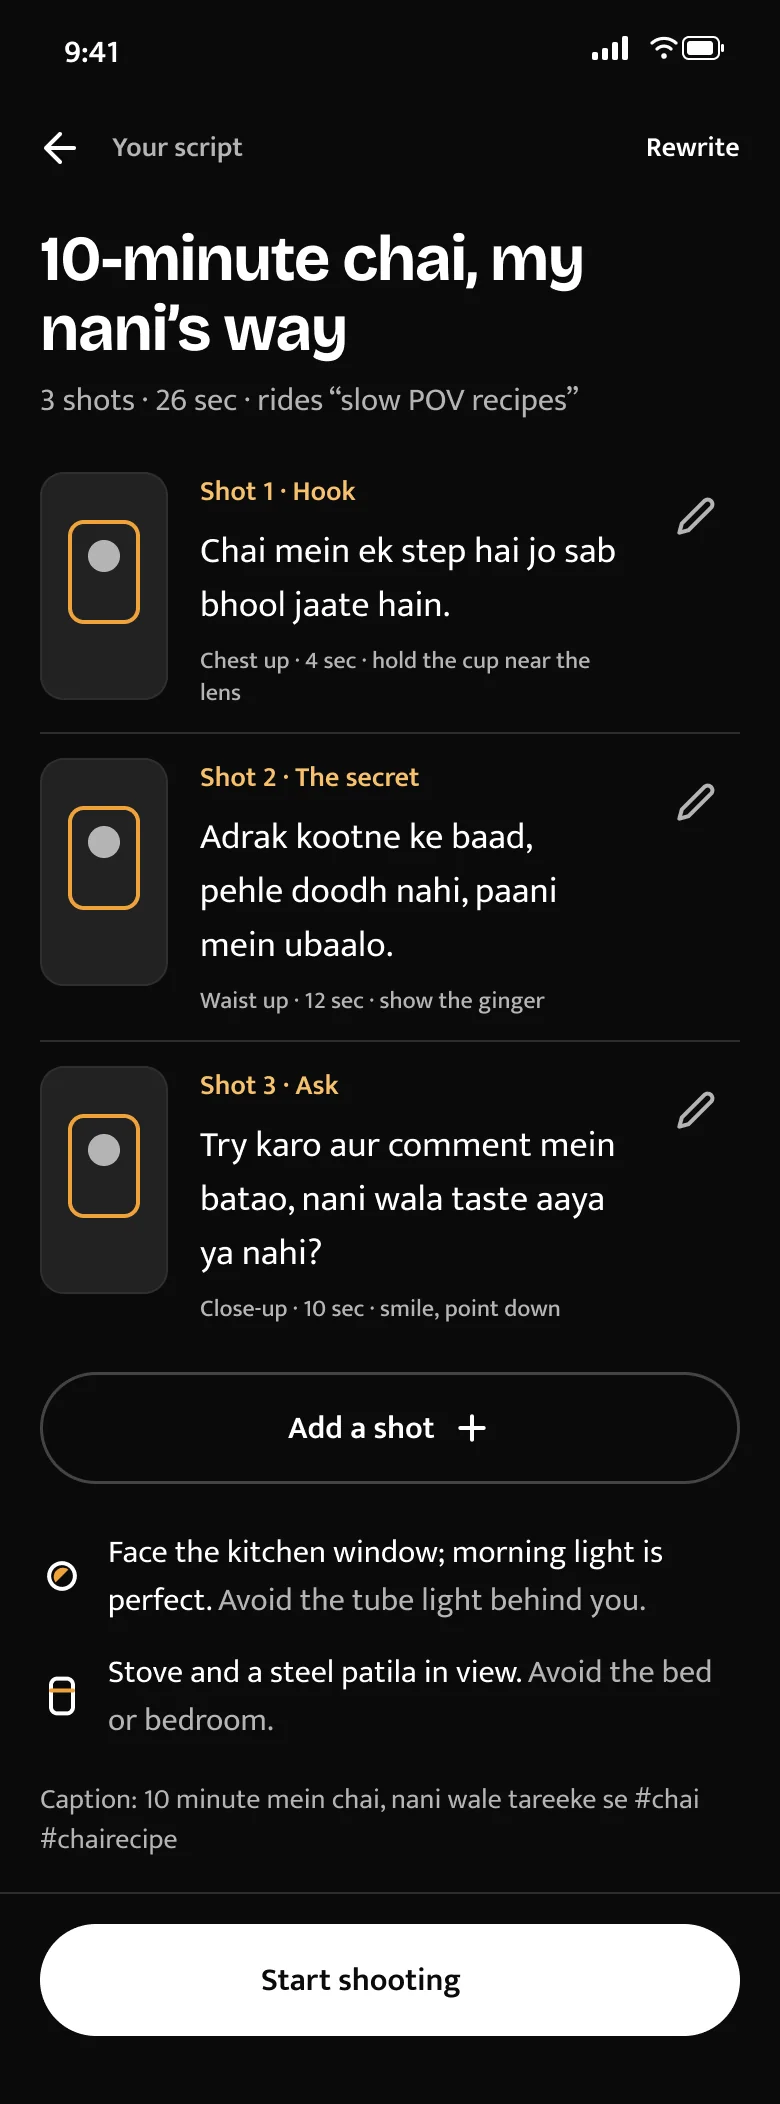 9:41
Your script
Rewrite
10-minute chai, my
nani’s way
3 shots · 26 sec · rides “slow POV recipes”
Shot 1 · Hook
Chai mein ek step hai jo sab
bhool jaate hain.
Chest up · 4 sec · hold the cup near the
lens
Shot 2 · The secret
Adrak kootne ke baad,
pehle doodh nahi, paani
mein ubaalo.
Waist up · 12 sec · show the ginger
Shot 3 · Ask
Try karo aur comment mein
batao, nani wala taste aaya
ya nahi?
Close-up · 10 sec · smile, point down
Add a shot
Face the kitchen window; morning light is
perfect. Avoid the tube light behind you.
Stove and a steel patila in view. Avoid the bed
or bedroom.
Caption: 10 minute mein chai, nani wale tareeke se #chai
#chairecipe
Start shooting